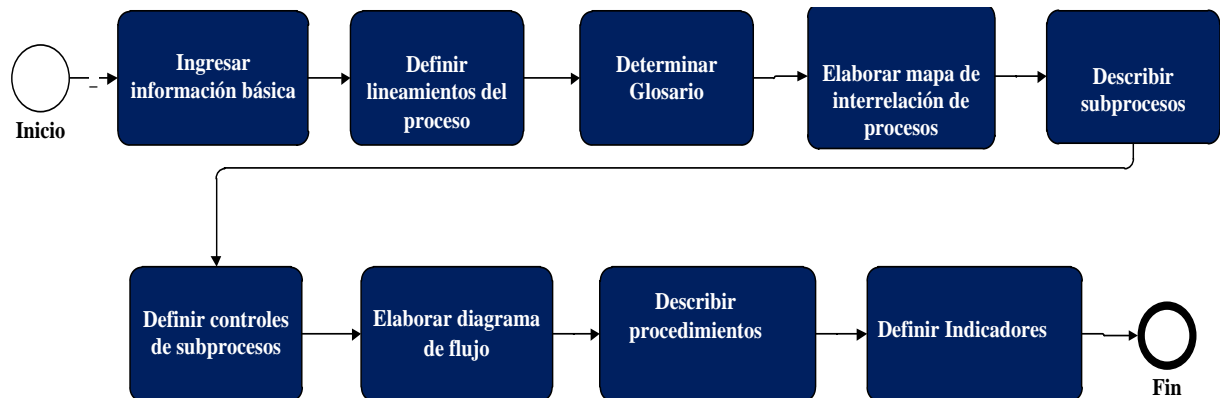 Inicio
Ingresar
información básica
Definir
lineamientos del
proceso
Determinar
Glosario
Elaborar mapa de
interrelación de
procesos
Describir
subprocesos
Definir controles
de subprocesos
Elaborar diagrama
de flujo
Describir
procedimientos
Definir Indicadores
Fin